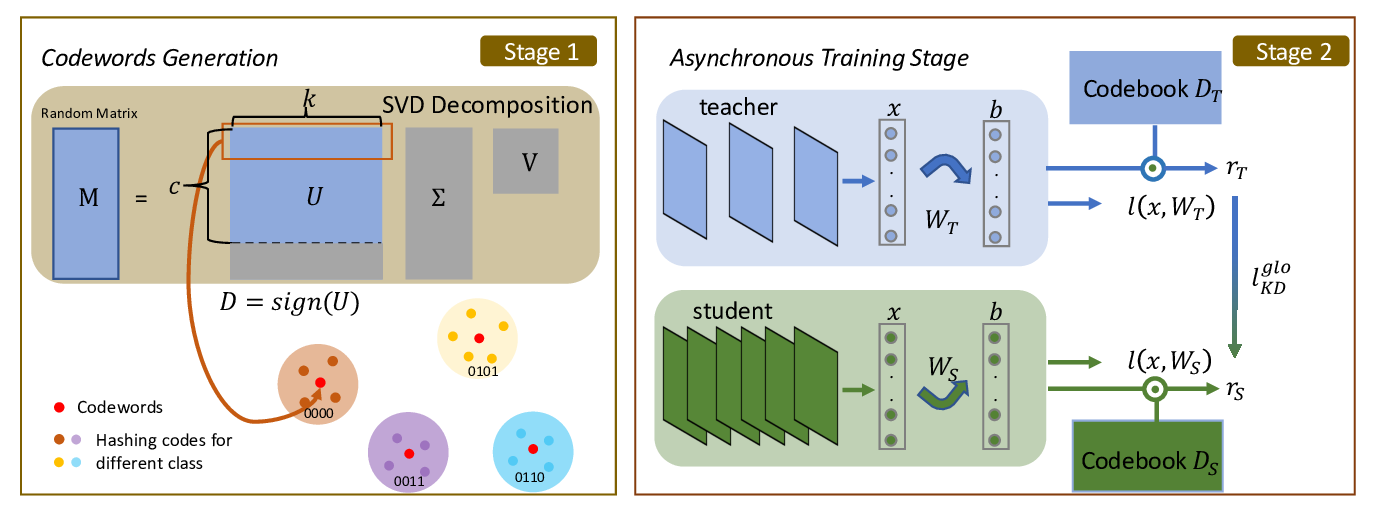 Codewords Generation
Stage 1
Random Matrix
k
SVD Decomposition
M
=
c
U
Σ
V
D = sign(U)
0101
0000
0011
0110
Codewords
Hashing codes for
different class
Asynchronous Training Stage
Stage 2
teacher
x
b
W_T
Codebook D_T
r_T
l(x, W_T)
l_{KD}^{glo}
student
x
b
W_S
l(x, W_S)
r_S
Codebook D_S